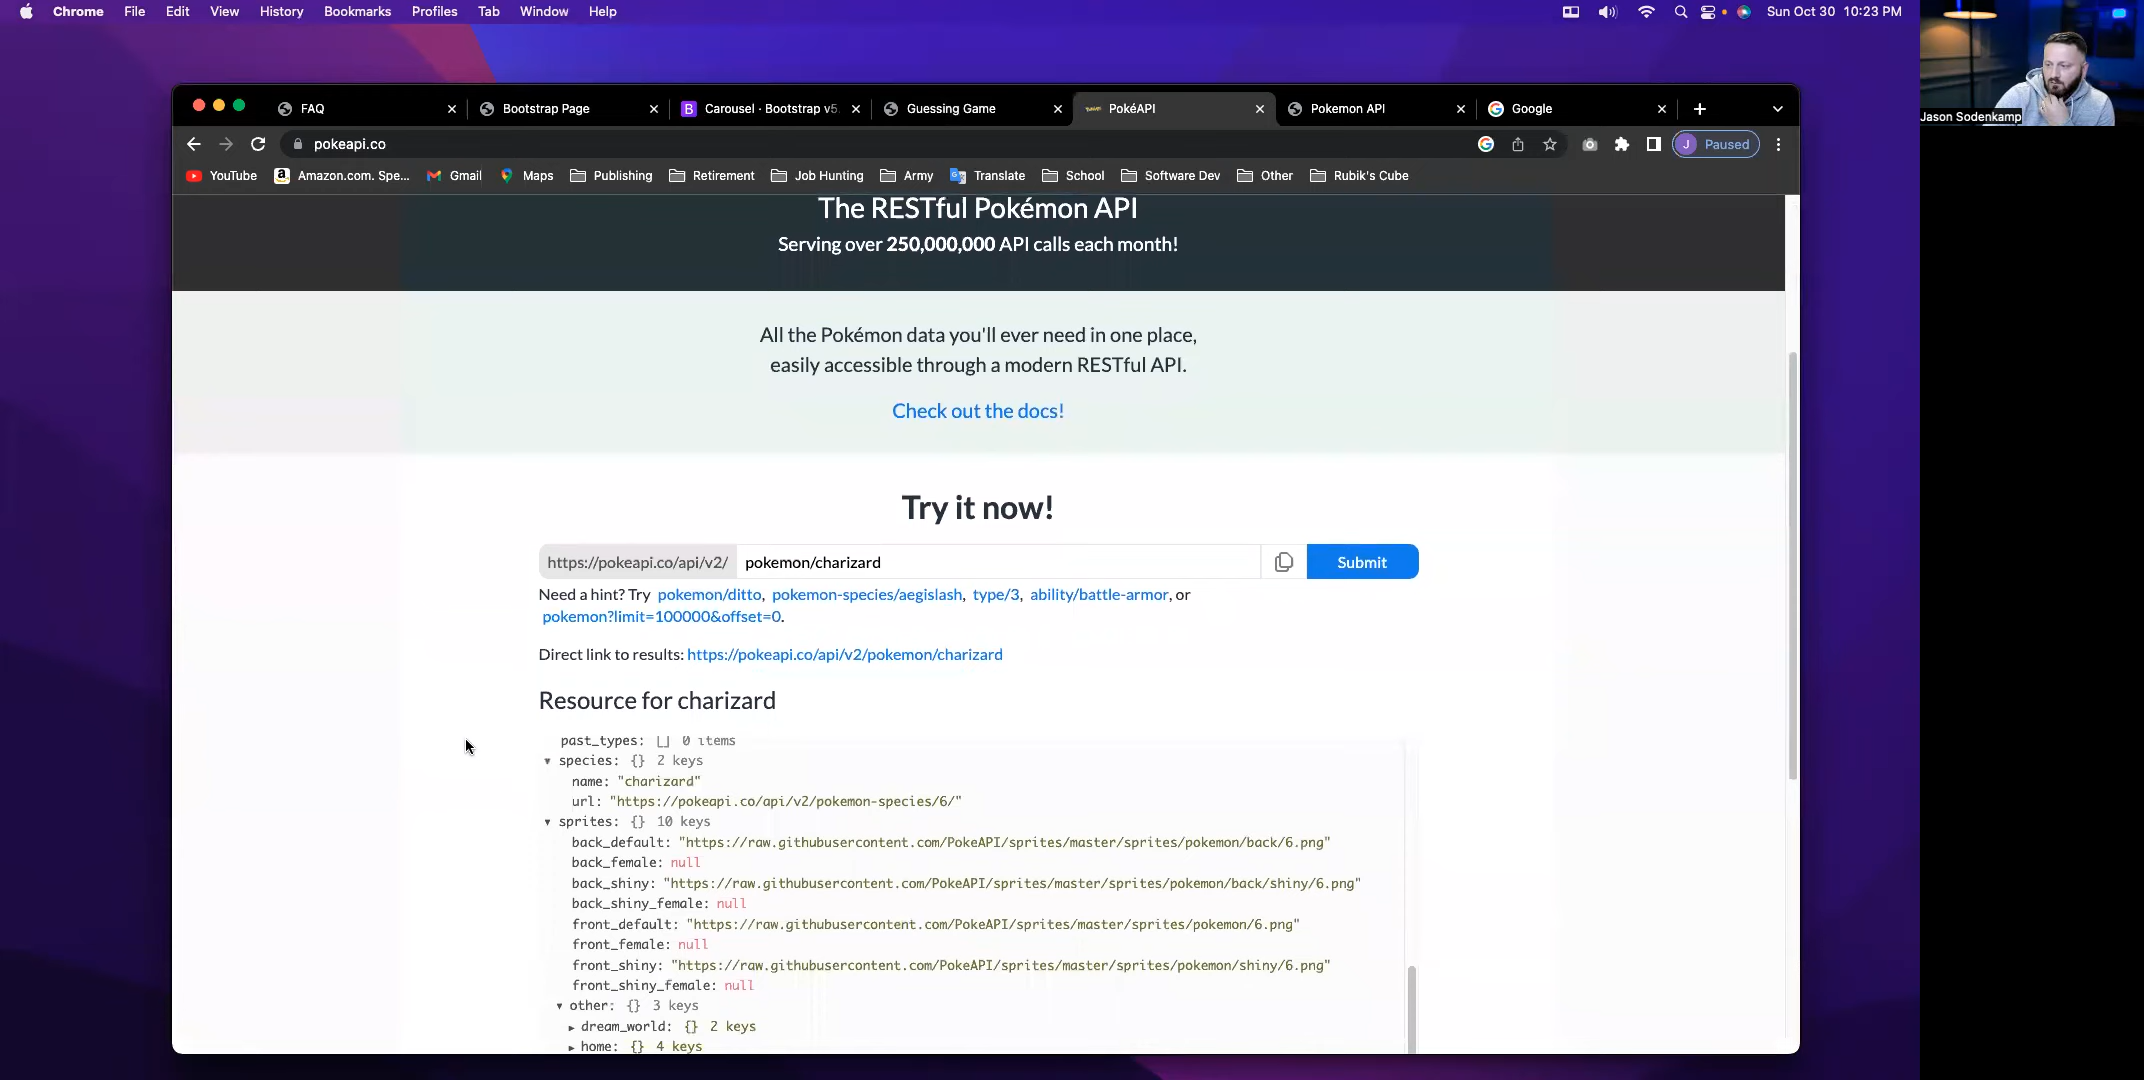 Chrome File Edit View History Bookmarks Profiles Tab Window Help
Sun Oct 30 10:23 PM
Jason Sodenkamp
FAQ
Bootstrap Page
Carousel · Bootstrap v5.
Guessing Game
PokéAPI
Pokemon API
Google
pokeapi.co
J Paused
YouTube
Amazon.com. Spe...
Gmail
Maps
Publishing
Retirement
Job Hunting
Army
Translate
School
Software Dev
Other
Rubik's Cube
The RESTful Pokémon API
Serving over 250,000,000 API calls each month!
All the Pokémon data you'll ever need in one place,
easily accessible through a modern RESTful API.
Check out the docs!
Try it now!
https://pokeapi.co/api/v2/ pokemon/charizard Submit
Need a hint? Try pokemon/ditto, pokemon-species/aegislash, type/3, ability/battle-armor, or
pokemon?limit=100000&offset=0.
Direct link to results: https://pokeapi.co/api/v2/pokemon/charizard
Resource for charizard
past_types: [] 0 items
species: {} 2 keys
name: "charizard"
url: "https://pokeapi.co/api/v2/pokemon-species/6/"
sprites: {} 10 keys
back_default: "https://raw.githubusercontent.com/PokeAPI/sprites/master/sprites/pokemon/back/6.png"
back_female: null
back_shiny: "https://raw.githubusercontent.com/PokeAPI/sprites/master/sprites/pokemon/back/shiny/6.png"
back_shiny_female: null
front_default: "https://raw.githubusercontent.com/PokeAPI/sprites/master/sprites/pokemon/6.png"
front_female: null
front_shiny: "https://raw.githubusercontent.com/PokeAPI/sprites/master/sprites/pokemon/shiny/6.png"
front_shiny_female: null
other: {} 3 keys
dream_world: {} 2 keys
home: {} 4 keys